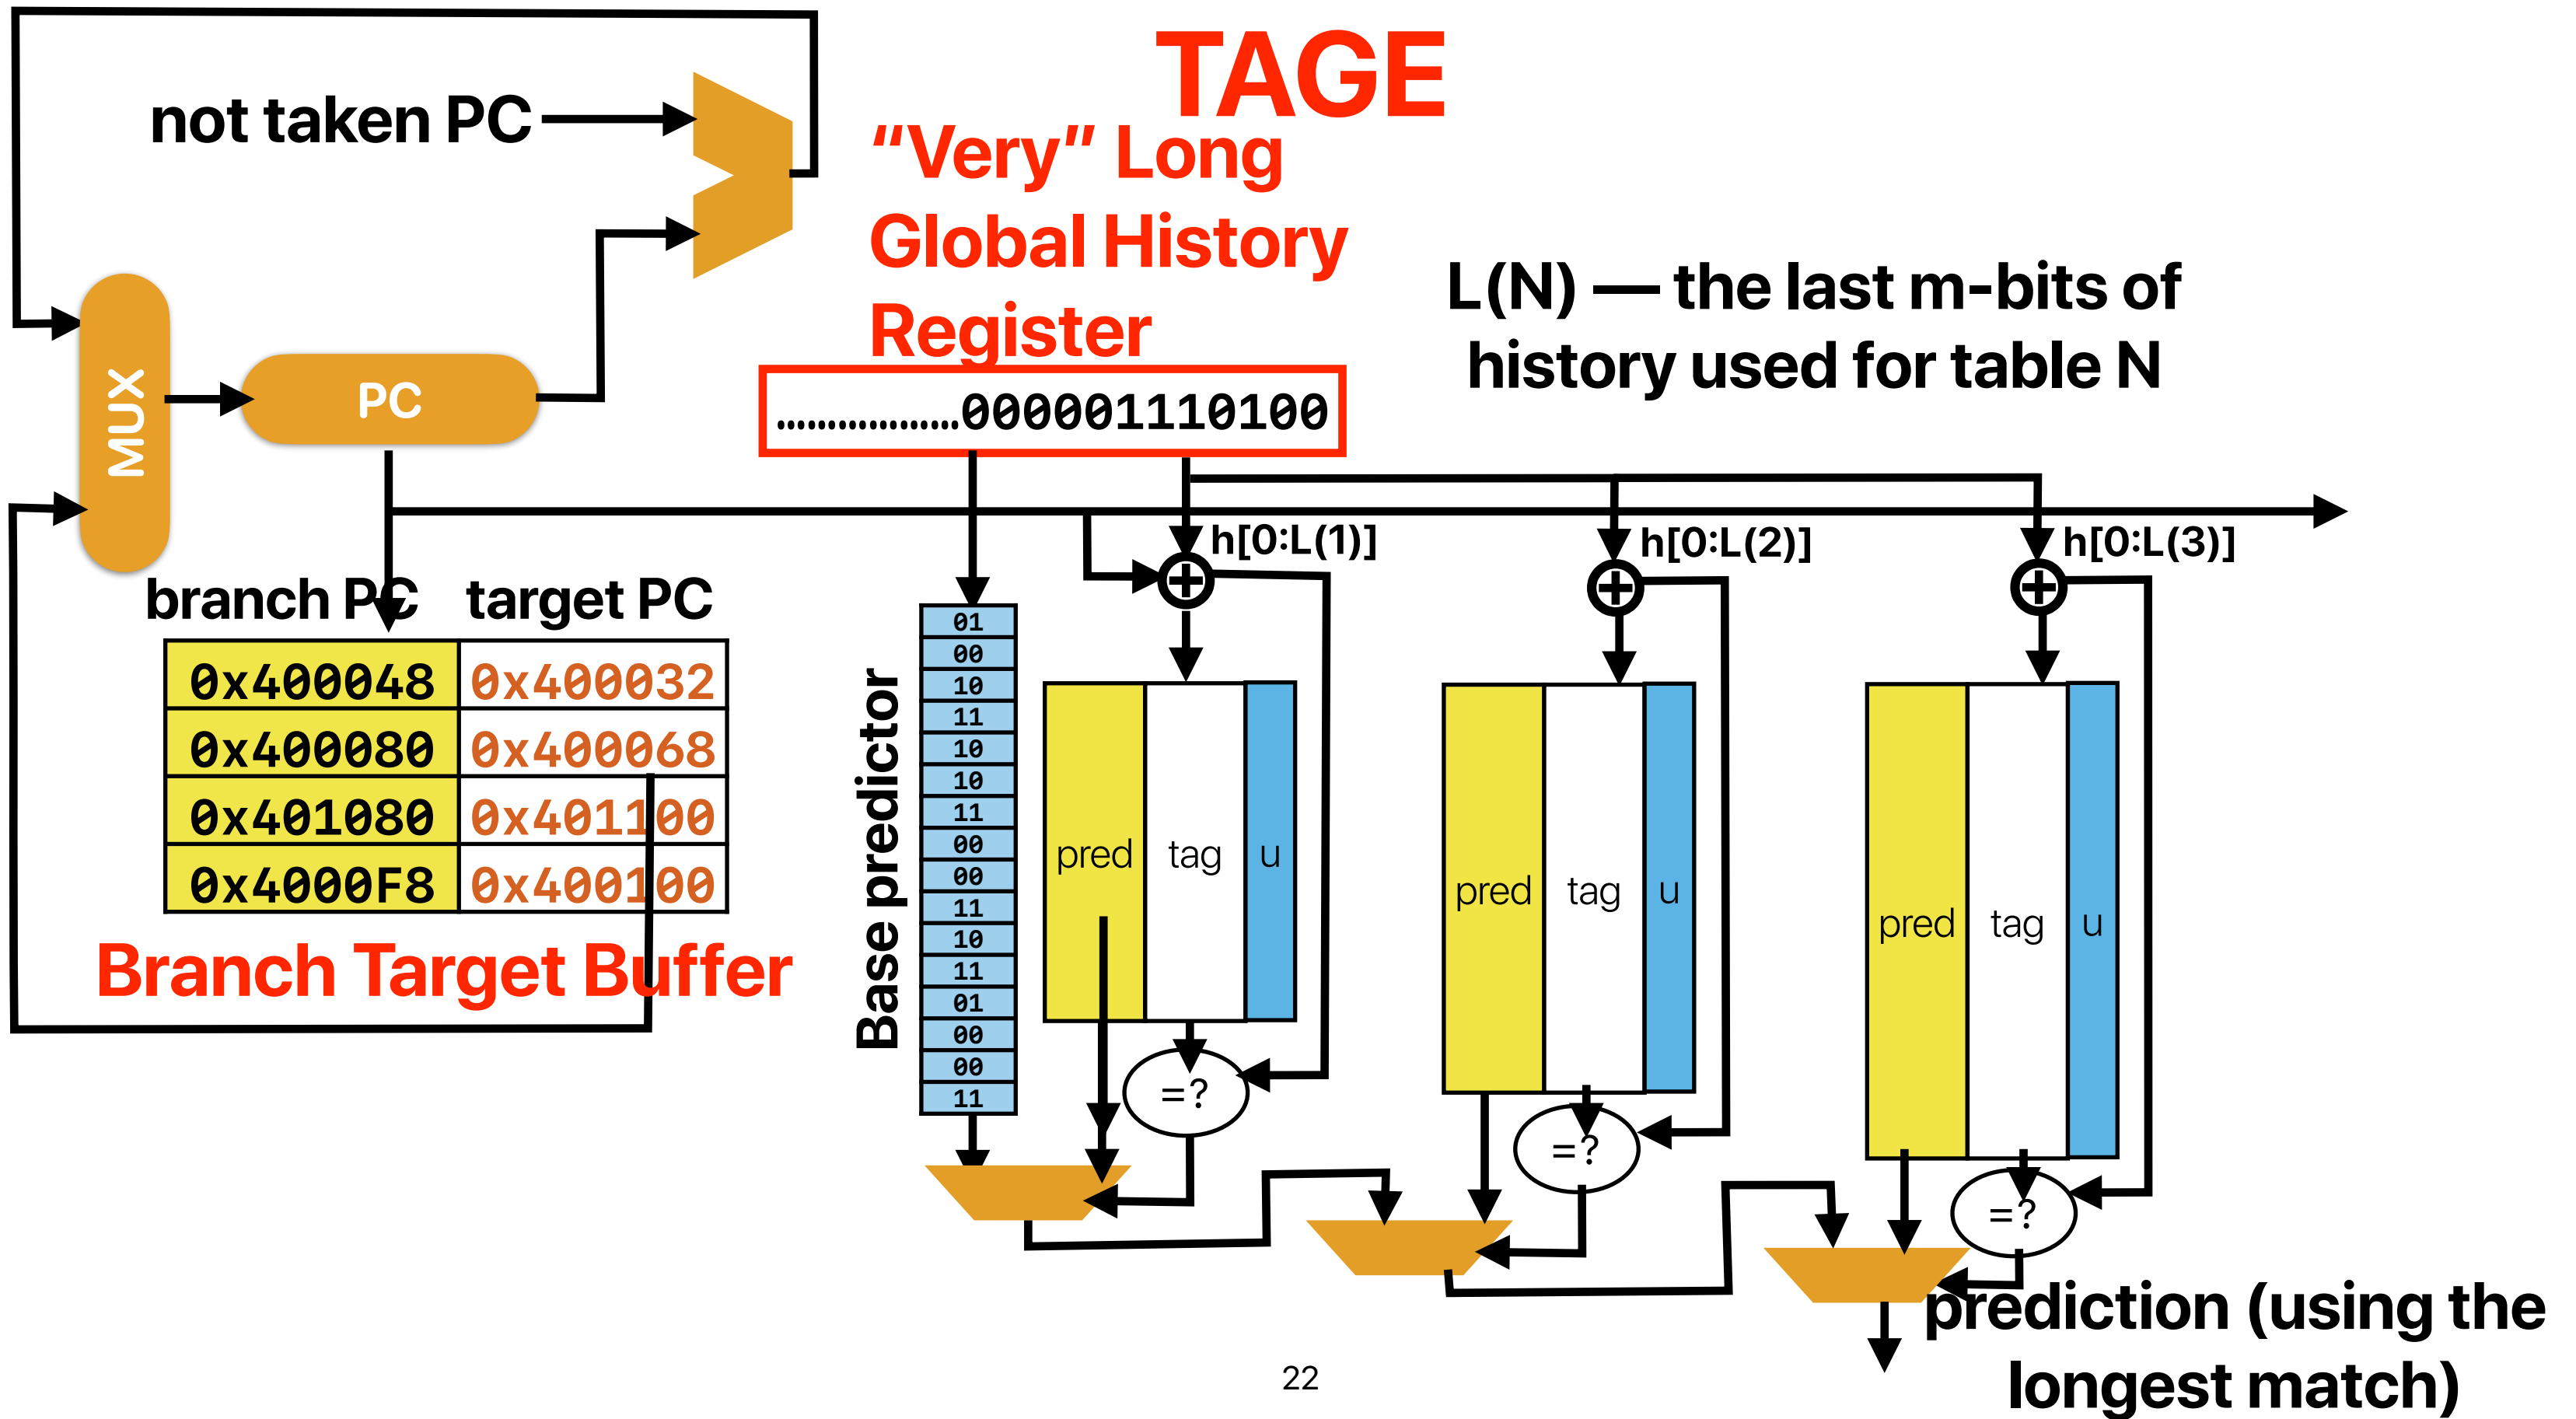 TAGE
not taken PC
“Very” Long
Global History
Register
L(N) — the last m-bits of
history used for table N
MUX
PC
..................000001110100
h[0:L(1)]
h[0:L(2)]
h[0:L(3)]
branch PC target PC
0x400048 0x400032
0x400080 0x400068
0x401080 0x401100
0x4000F8 0x400100
Branch Target Buffer
Base predictor
01
00
10
11
10
10
11
00
00
11
10
11
01
00
00
11
pred tag u
pred tag u
pred tag u
=?
=?
=?
prediction (using the
longest match)
22